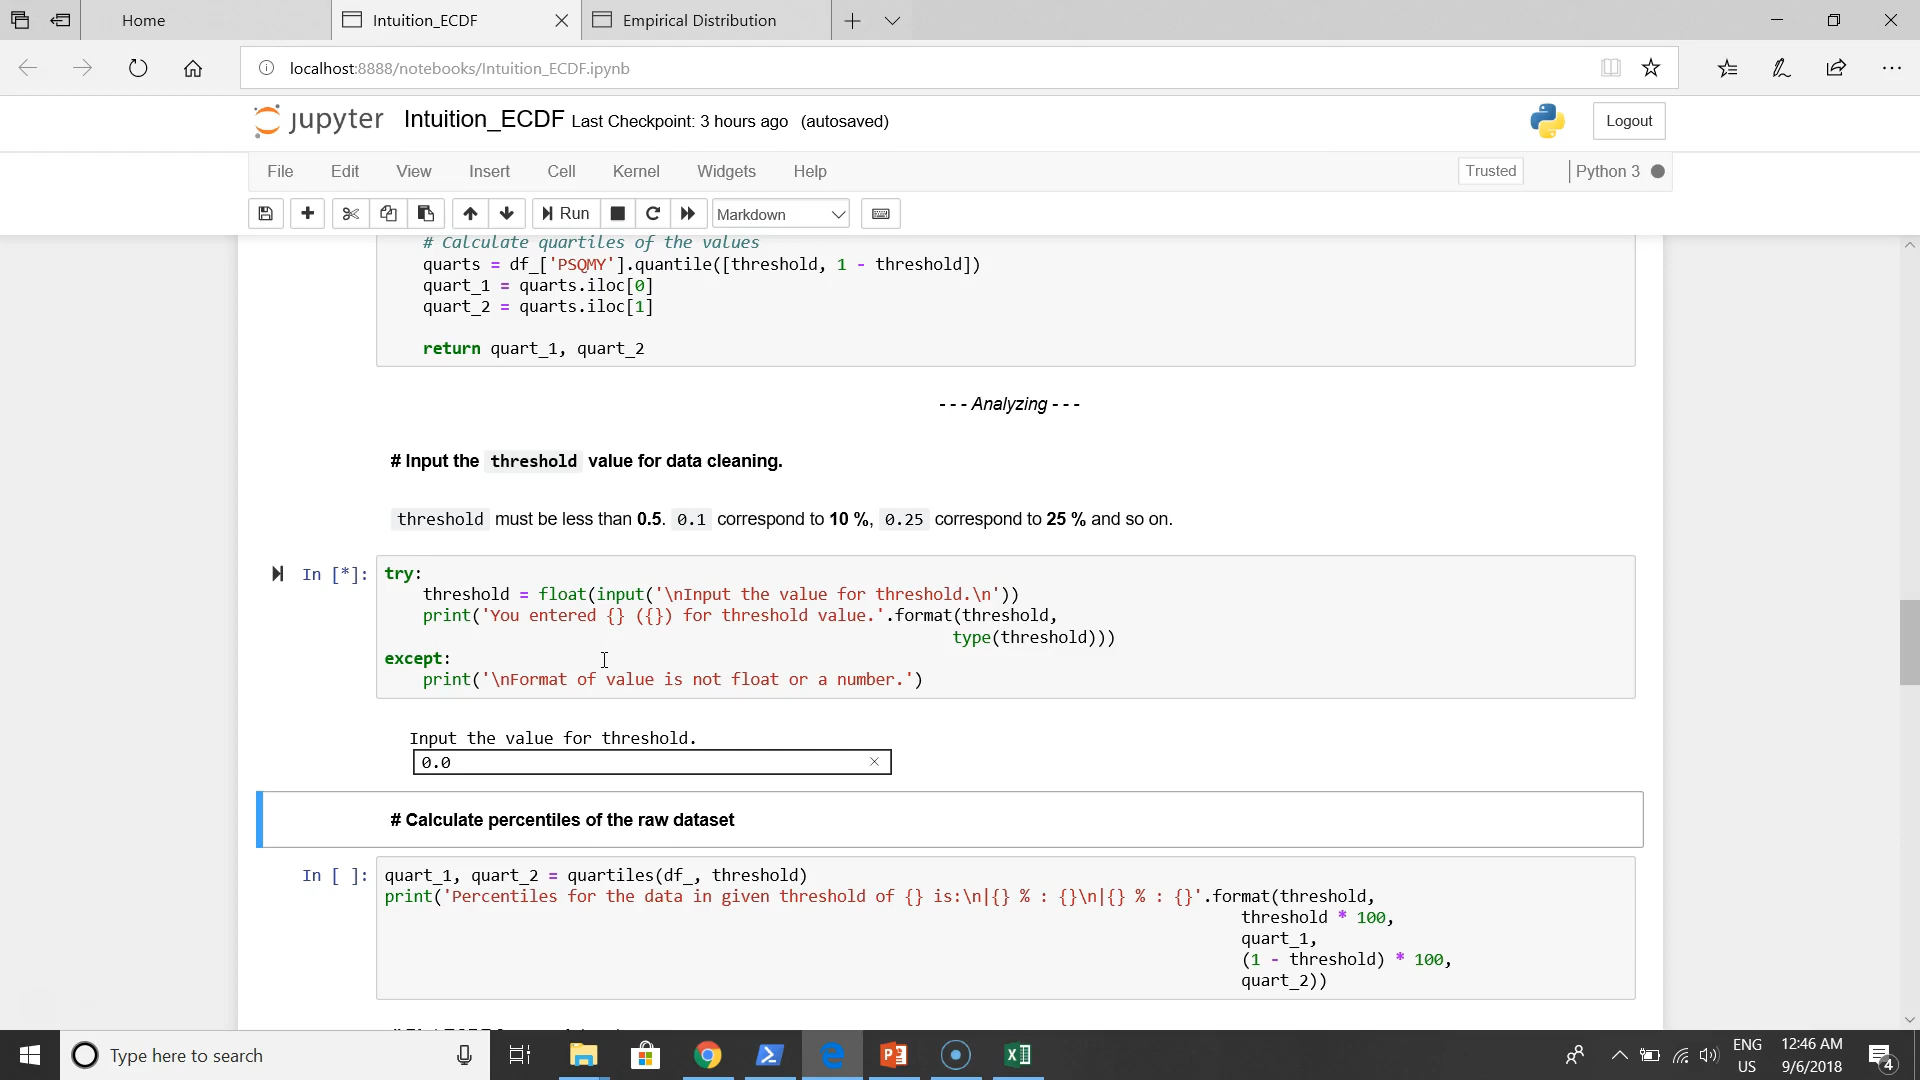 Home
Intuition_ECDF
Empirical Distribution
localhost:8888/notebooks/Intuition_ECDF.ipynb
jupyter Intuition_ECDF Last Checkpoint: 3 hours ago (autosaved)
Logout
File Edit View Insert Cell Kernel Widgets Help
Trusted
Python 3
Run
Markdown
# Calculate quartiles of the values
quarts = df_['PSQMY'].quantile([threshold, 1 - threshold])
quart_1 = quarts.iloc[0]
quart_2 = quarts.iloc[1]
return quart_1, quart_2
- - - Analyzing - - -
# Input the threshold value for data cleaning.
threshold must be less than 0.5. 0.1 correspond to 10 %, 0.25 correspond to 25 % and so on.
In [*]: try:
threshold = float(input('\nInput the value for threshold.\n'))
print('You entered {} ({}) for threshold value.'.format(threshold,
type(threshold)))
except:
print('\nFormat of value is not float or a number.')
Input the value for threshold.
0.0
# Calculate percentiles of the raw dataset
In [ ]: quart_1, quart_2 = quartiles(df_, threshold)
print('Percentiles for the data in given threshold of {} is:\n|{} % : {}\n|{} % : {}'.format(threshold,
threshold * 100,
quart_1,
(1 - threshold) * 100,
quart_2))
Type here to search
ENG
US
12:46 AM
9/6/2018
4